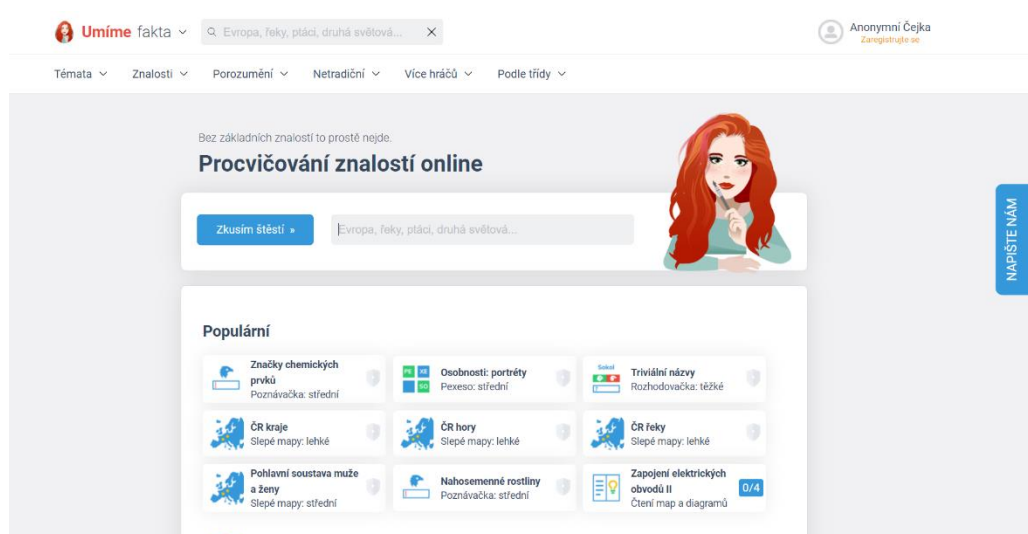 Umíme fakta
Evropa, řeky, ptáci, druhá světová...
Anonymní Čejka
Zaregistrujte se
Témata
Znalosti
Porozumění
Netradiční
Více hráčů
Podle třídy
Bez základních znalostí to prostě nejde.
Procvičování znalostí online
Zkusím štěstí »
Evropa, řeky, ptáci, druhá světová...
NAPIŠTE NÁM
Populární
Značky chemických
prvků
Poznávačka: střední
PE XE
SO
Osobnosti: portréty
Pexeso: střední
Sokol
Triviální názvy
Rozhodovačka: těžké
ČR kraje
Slepé mapy: lehké
ČR hory
Slepé mapy: lehké
ČR řeky
Slepé mapy: lehké
Pohlavní soustava muže
a ženy
Slepé mapy: střední
Nahosemenné rostliny
Poznávačka: střední
Zapojení elektrických
obvodů II
Čtení map a diagramů
0/4